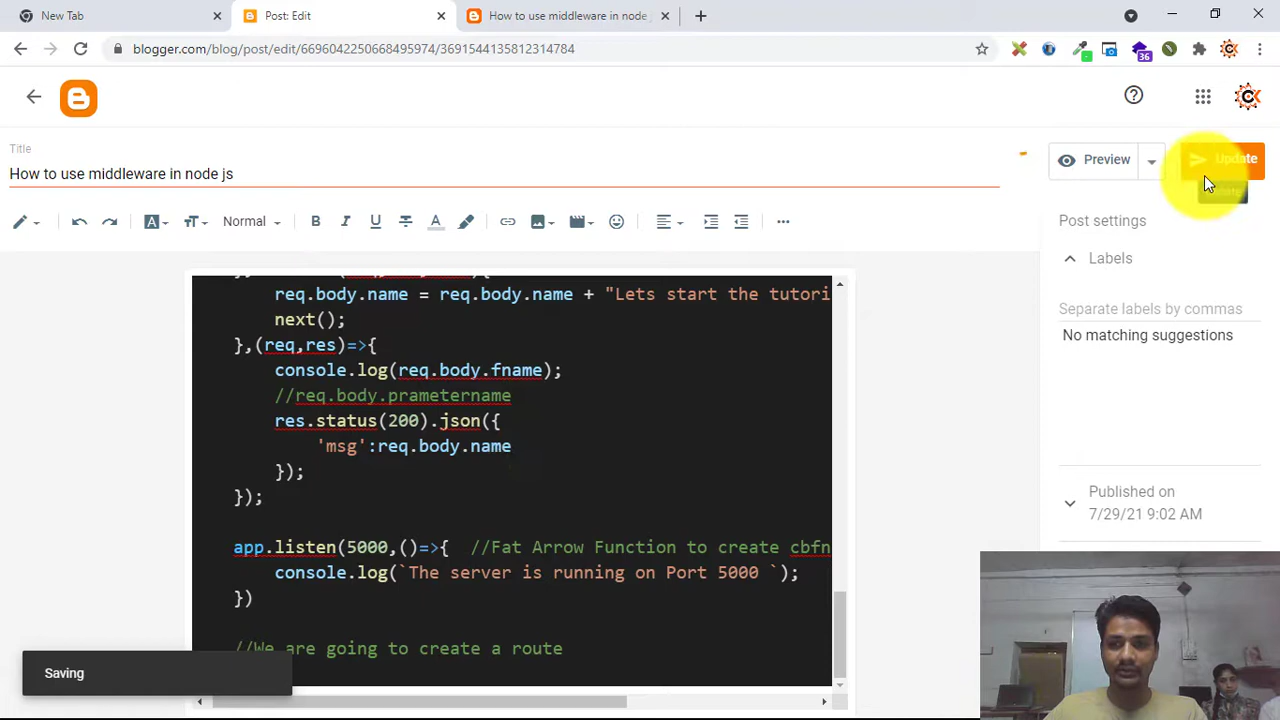 New Tab
Post: Edit
How to use middleware in node
blogger.com/blog/post/edit/6696042250668495974/3691544135812314784
36
Title
How to use middleware in node js
Preview
Update
Normal
Post settings
Labels
Separate labels by commas
No matching suggestions
Published on
7/29/21 9:02 AM
req.body.name = req.body.name + "Lets start the tutori
next();
},(req,res)=>{
console.log(req.body.fname);
//req.body.prametername
res.status(200).json({
'msg':req.body.name
});
});
app.listen(5000,()=>{ //Fat Arrow Function to create cbfn
console.log(`The server is running on Port 5000 `);
})
//We are going to create a route
Saving